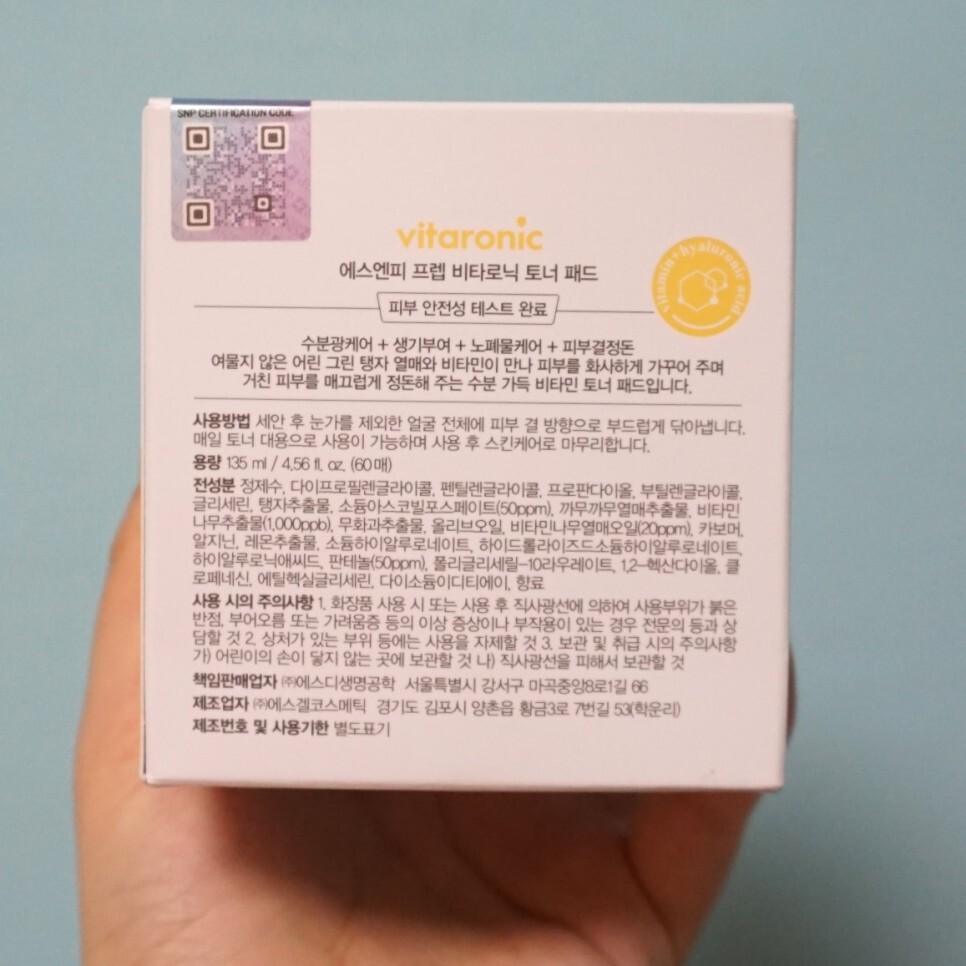 SNP CERTIFICATION CODE
vitaronic
에스엔피 프렙 비타로닉 토너 패드
vitamin+hyaluronic acid
피부 안전성 테스트 완료
수분광케어 + 생기부여 + 노폐물케어 + 피부결정돈
여물지 않은 어린 그린 탱자 열매와 비타민이 만나 피부를 화사하게 가꾸어 주며
거친 피부를 매끄럽게 정돈해 주는 수분 가득 비타민 토너 패드입니다.
사용방법 세안 후 눈가를 제외한 얼굴 전체에 피부 결 방향으로 부드럽게 닦아냅니다.
매일 토너 대용으로 사용이 가능하며 사용 후 스킨케어로 마무리합니다.
용량 135 ml / 4.56 fl. oz. (60매)
전성분 정제수, 다이프로필렌글라이콜, 펜틸렌글라이콜, 프로판다이올, 부틸렌글라이콜,
글리세린, 탱자추출물, 소듐아스코빌포스페이트(50ppm), 까무까무열매추출물, 비타민
나무추출물(1,000ppb), 무화과추출물, 올리브오일, 비타민나무열매오일(20ppm), 카보머,
알지닌, 레몬추출물, 소듐하이알루로네이트, 하이드롤라이즈드소듐하이알루로네이트,
하이알루로닉애씨드, 판테놀(50ppm), 폴리글리세릴-10라우레이트, 1,2-헥산다이올, 클
로페네신, 에틸헥실글리세린, 다이소듐이디티에이, 향료
사용 시의 주의사항 1. 화장품 사용 시 또는 사용 후 직사광선에 의하여 사용부위가 붉은
반점, 부어오름 또는 가려움증 등의 이상 증상이나 부작용이 있는 경우 전문의 등과 상
담할 것 2. 상처가 있는 부위 등에는 사용을 자제할 것 3. 보관 및 취급 시의 주의사항
가) 어린이의 손이 닿지 않는 곳에 보관할 것 나) 직사광선을 피해서 보관할 것
책임판매업자 ㈜에스디생명공학 서울특별시 강서구 마곡중앙8로1길 66
제조업자 ㈜에스겔코스메틱 경기도 김포시 양촌읍 황금3로 7번길 53(학운리)
제조번호 및 사용기한 별도표기